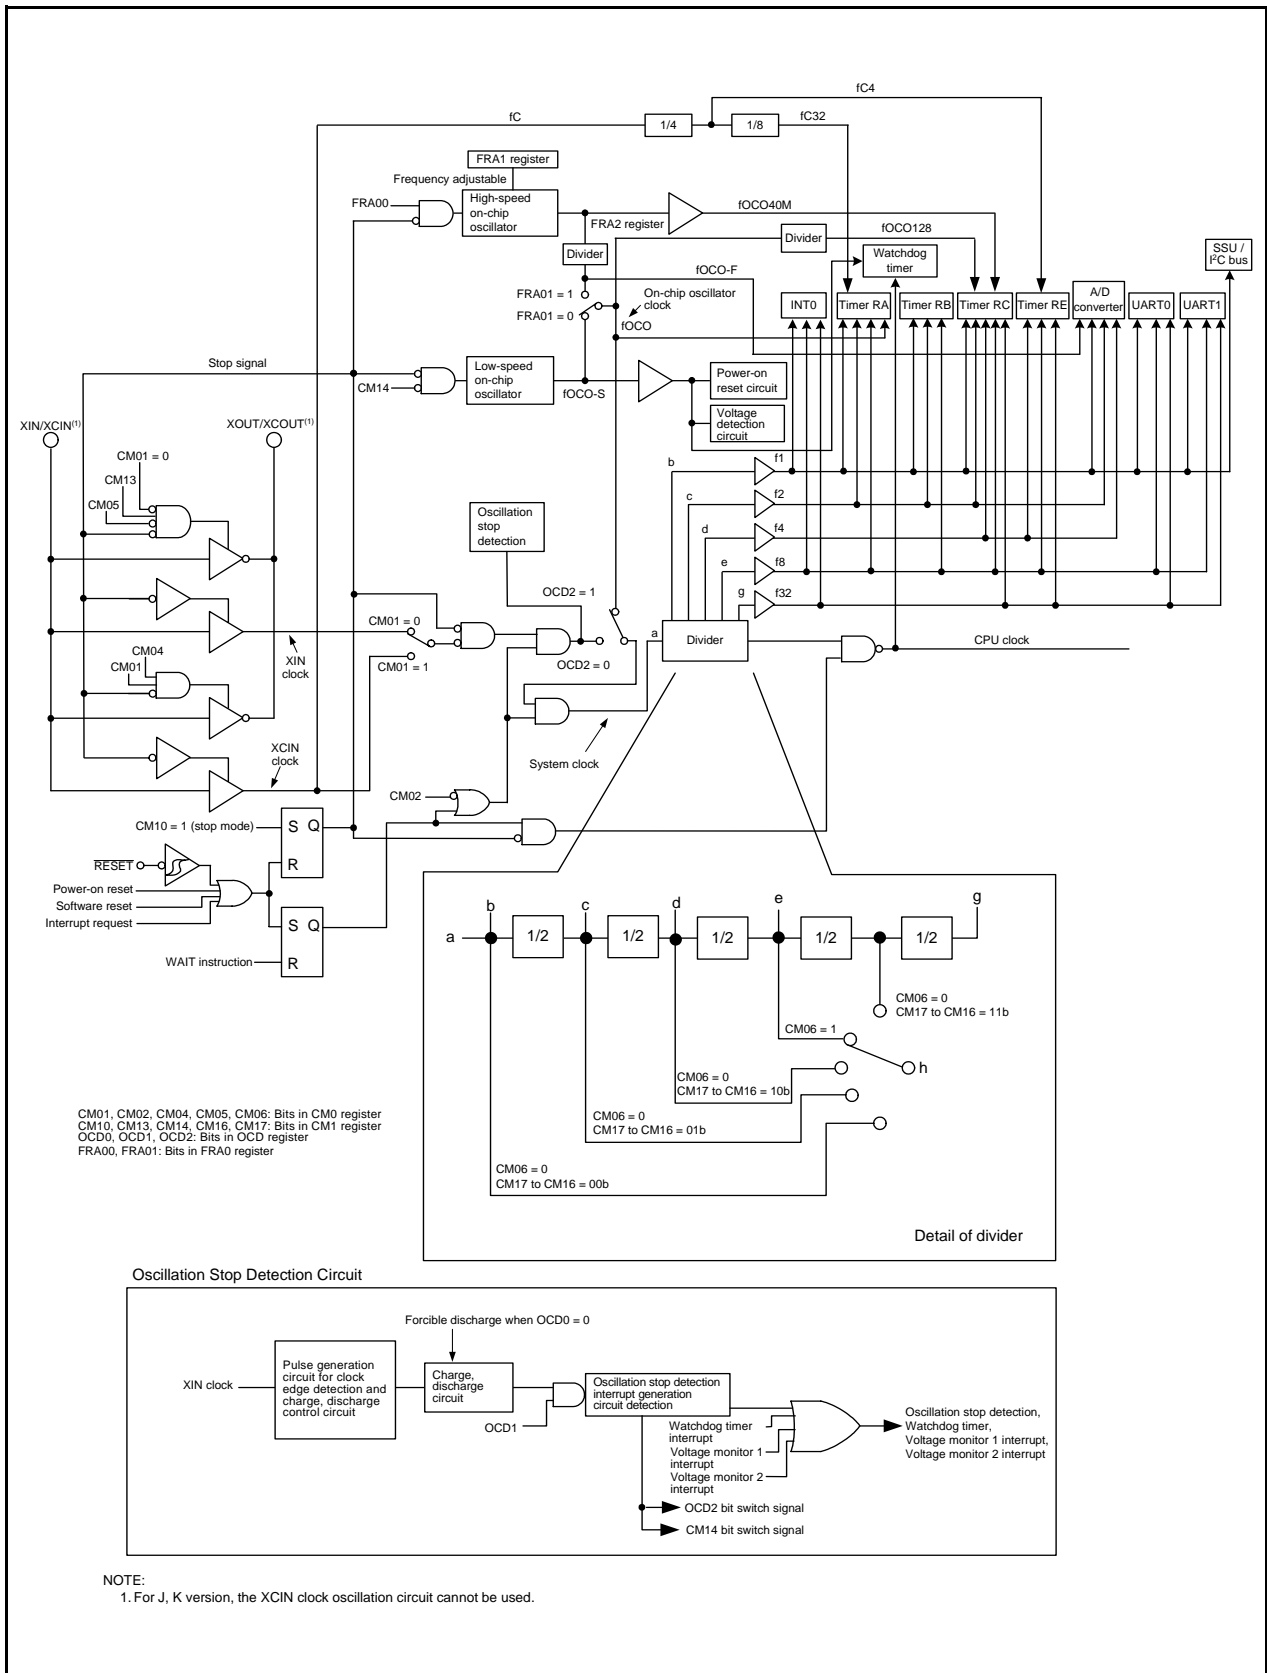 fC4
fC
fC32
1/4
1/8
FRA1 register
Frequency adjustable
FRA00
High-speed
on-chip
oscillator
FRA2 register
fOCO40M
fOCO128
Divider
Divider
Watchdog
timer
SSU /
I²C bus
fOCO-F
FRA01 = 1
FRA01 = 0
On-chip oscillator
clock
fOCO
INT0
Timer RA
Timer RB
Timer RC
Timer RE
A/D
converter
UART0
UART1
Stop signal
CM14
Low-speed
on-chip
oscillator
fOCO-S
Power-on
reset circuit
Voltage
detection
circuit
XIN/XCIN(1)
XOUT/XCOUT(1)
CM01 = 0
CM13
CM05
b
f1
c
f2
d
f4
e
f8
g
f32
Oscillation
stop
detection
OCD2 = 1
CM01 = 0
a
Divider
CPU clock
CM04
CM01
XIN
clock
CM01 = 1
OCD2 = 0
XCIN
clock
System clock
CM02
CM10 = 1 (stop mode)
S Q
R
RESET
Power-on reset
Software reset
Interrupt request
S Q
R
WAIT instruction
b
c
d
e
g
a
1/2
1/2
1/2
1/2
1/2
CM06 = 0
CM17 to CM16 = 11b
CM06 = 1
h
CM06 = 0
CM17 to CM16 = 10b
CM06 = 0
CM17 to CM16 = 01b
CM06 = 0
CM17 to CM16 = 00b
Detail of divider
CM01, CM02, CM04, CM05, CM06: Bits in CM0 register
CM10, CM13, CM14, CM16, CM17: Bits in CM1 register
OCD0, OCD1, OCD2: Bits in OCD register
FRA00, FRA01: Bits in FRA0 register
Oscillation Stop Detection Circuit
Forcible discharge when OCD0 = 0
XIN clock
Pulse generation
circuit for clock
edge detection and
charge, discharge
control circuit
Charge,
discharge
circuit
OCD1
Oscillation stop detection
interrupt generation
circuit detection
Watchdog timer
interrupt
Voltage monitor 1
interrupt
Voltage monitor 2
interrupt
Oscillation stop detection,
Watchdog timer,
Voltage monitor 1 interrupt,
Voltage monitor 2 interrupt
OCD2 bit switch signal
CM14 bit switch signal
NOTE:
1. For J, K version, the XCIN clock oscillation circuit cannot be used.